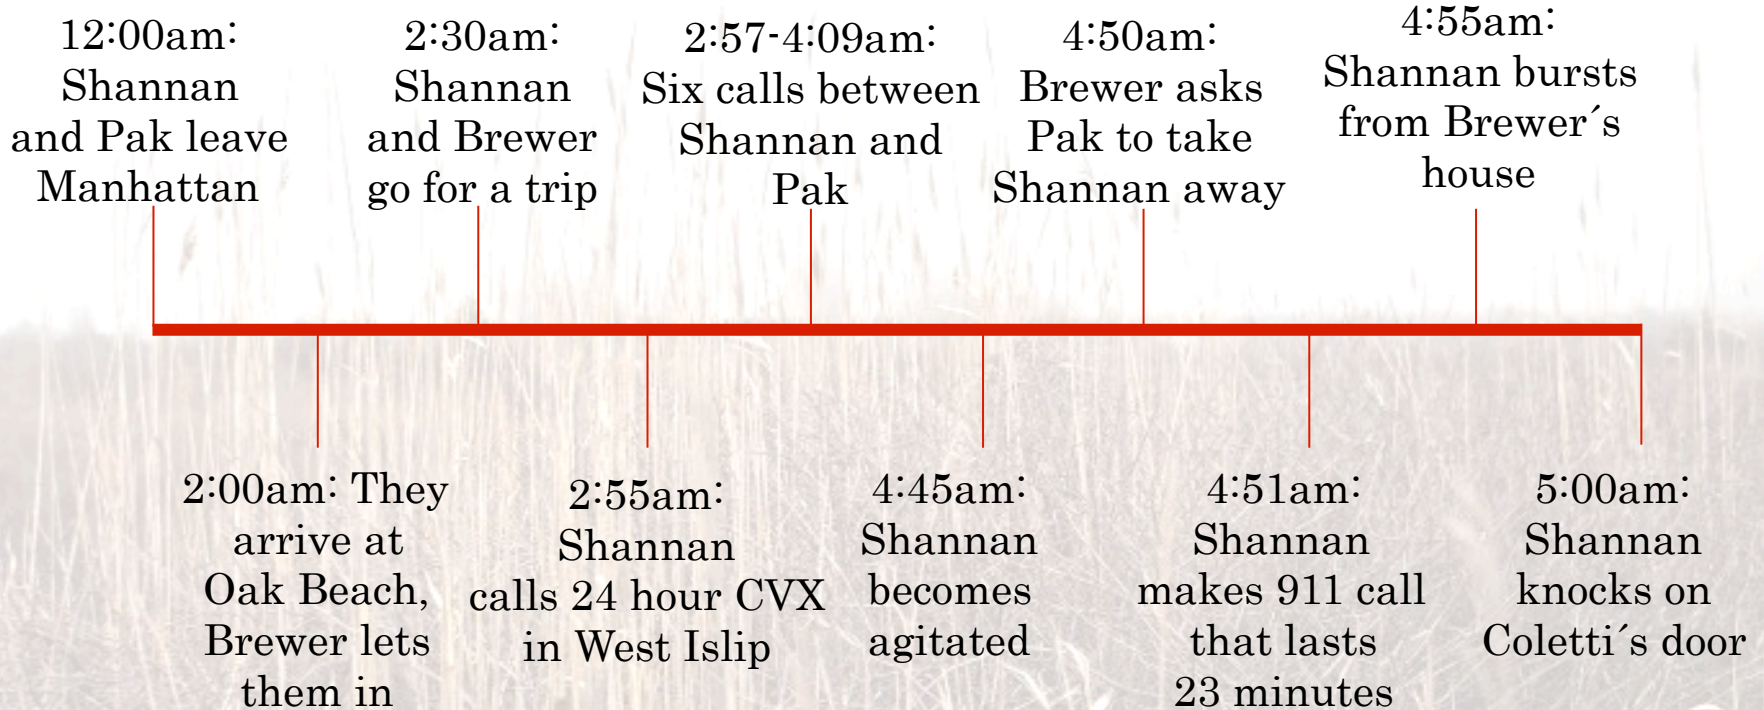 12:00am:
Shannan
and Pak leave
Manhattan
2:00am: They
arrive at
Oak Beach,
Brewer lets
them in
2:30am:
Shannan
and Brewer
go for a trip
2:55am:
Shannan
calls 24 hour CVX
in West Islip
2:57-4:09am:
Six calls between
Shannan and
Pak
4:45am:
Shannan
becomes
agitated
4:50am:
Brewer asks
Pak to take
Shannan away
4:51am:
Shannan
makes 911 call
that lasts
23 minutes
4:55am:
Shannan bursts
from Brewer´s
house
5:00am:
Shannan
knocks on
Coletti´s door